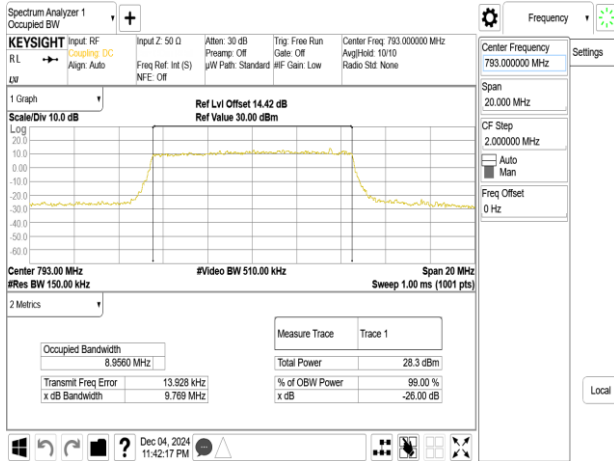 Spectrum Analyzer 1
Occupied BW
Frequency
KEYSIGHT Input: RF
Coupling: DC
Align: Auto
RL
LXI
Input Z: 50 Ω
Freq Ref: Int (S)
NFE: Off
Atten: 30 dB
Preamp: Off
µW Path: Standard
Trig: Free Run
Gate: Off
#IF Gain: Low
Center Freq: 793.000000 MHz
Avg|Hold: 10/10
Radio Std: None
Center Frequency
793.000000 MHz
Settings
Span
20.000 MHz
CF Step
2.000000 MHz
Auto
Man
Freq Offset
0 Hz
Local
1 Graph
Scale/Div 10.0 dB
Ref Lvl Offset 14.42 dB
Ref Value 30.00 dBm
Log
20.0
10.0
0.00
-10.0
-20.0
-30.0
-40.0
-50.0
-60.0
Center 793.00 MHz
#Video BW 510.00 kHz
Span 20 MHz
#Res BW 150.00 kHz
Sweep 1.00 ms (1001 pts)
2 Metrics
Measure Trace Trace 1
Occupied Bandwidth
8.9560 MHz
Total Power 28.3 dBm
Transmit Freq Error 13.928 kHz
% of OBW Power 99.00 %
x dB Bandwidth 9.769 MHz
x dB -26.00 dB
Dec 04, 2024
11:42:17 PM